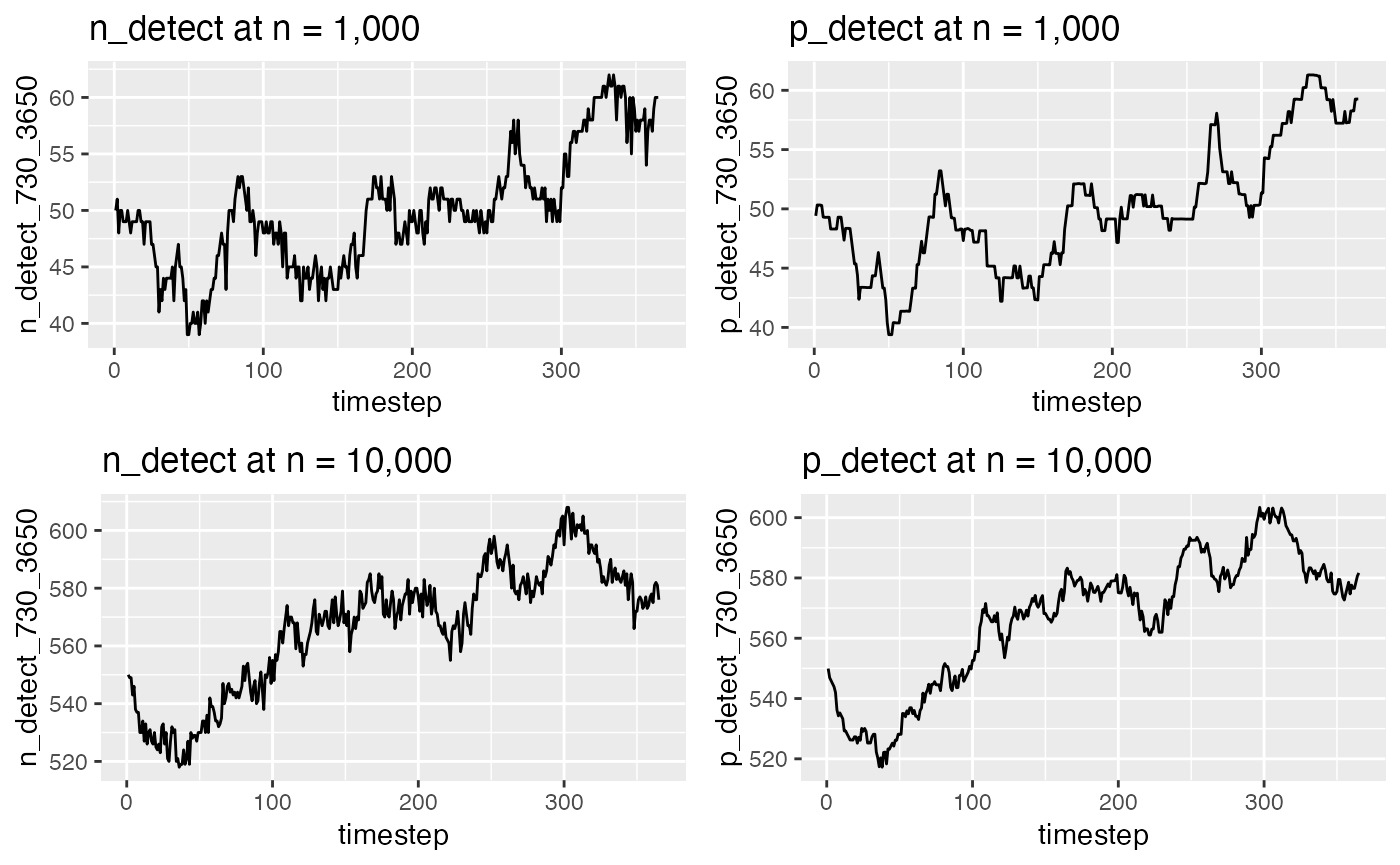 n_detect at n = 1,000
n_detect_730_3650
60
55
50
45
40
0 100 200 300
timestep
p_detect at n = 1,000
p_detect_730_3650
60
55
50
45
40
0 100 200 300
timestep
n_detect at n = 10,000
n_detect_730_3650
600
580
560
540
520
0 100 200 300
timestep
p_detect at n = 10,000
p_detect_730_3650
600
580
560
540
520
0 100 200 300
timestep